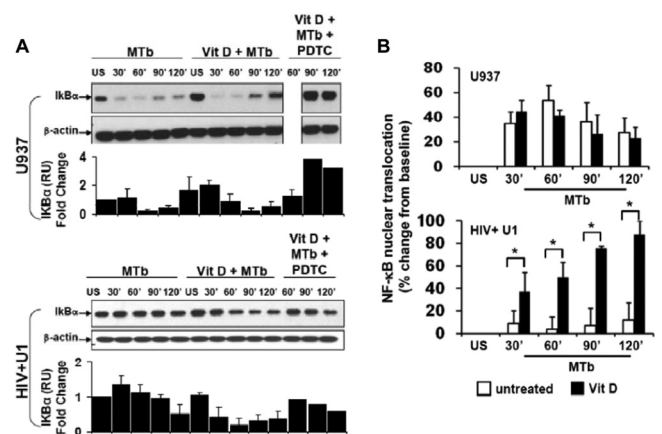 A
Vit D +
MTb +
PDTC
MTb
Vit D + MTb
US 30' 60' 90' 120' US 30' 60' 90' 120' 60' 90' 120'
IkBα
β-actin
U937
IKBα (RU)
Fold Change
4
2
0
Vit D +
MTb +
PDTC
MTb
Vit D + MTb
US 30' 60' 90' 120' US 30' 60' 90' 120' 60' 90' 120'
IkBα
β-actin
HIV+U1
IKBα (RU)
Fold Change
2
1
0
B
NF-κB nuclear translocation
(% change from baseline)
80
60
40
20
0
U937
US 30' 60' 90' 120'
MTb
100
80
60
40
20
0
HIV+ U1
* * * *
US 30' 60' 90' 120'
MTb
untreated Vit D